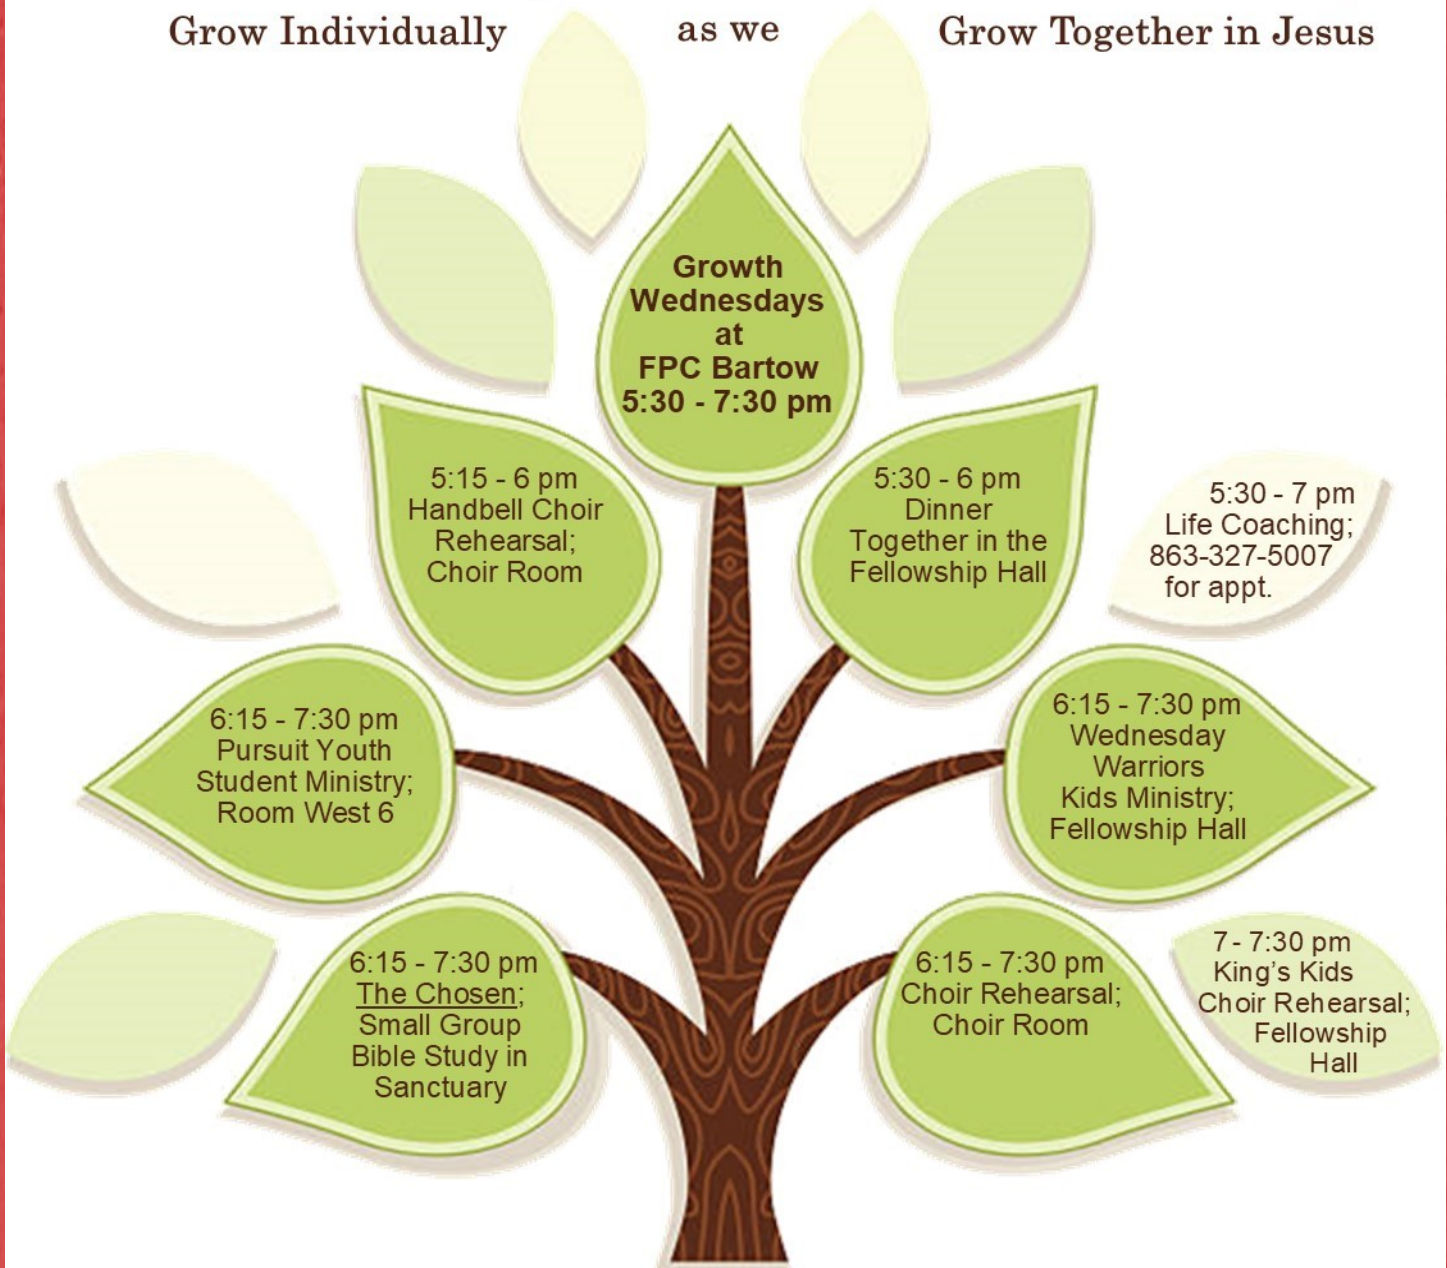 Grow Individually as we Grow Together in Jesus
Growth
Wednesdays
at
FPC Bartow
5:30 - 7:30 pm
5:15 - 6 pm
Handbell Choir
Rehearsal;
Choir Room
5:30 - 6 pm
Dinner
Together in the
Fellowship Hall
5:30 - 7 pm
Life Coaching;
863-327-5007
for appt.
6:15 - 7:30 pm
Pursuit Youth
Student Ministry;
Room West 6
6:15 - 7:30 pm
Wednesday
Warriors
Kids Ministry;
Fellowship Hall
6:15 - 7:30 pm
The Chosen;
Small Group
Bible Study in
Sanctuary
6:15 - 7:30 pm
Choir Rehearsal;
Choir Room
7 - 7:30 pm
King's Kids
Choir Rehearsal;
Fellowship
Hall